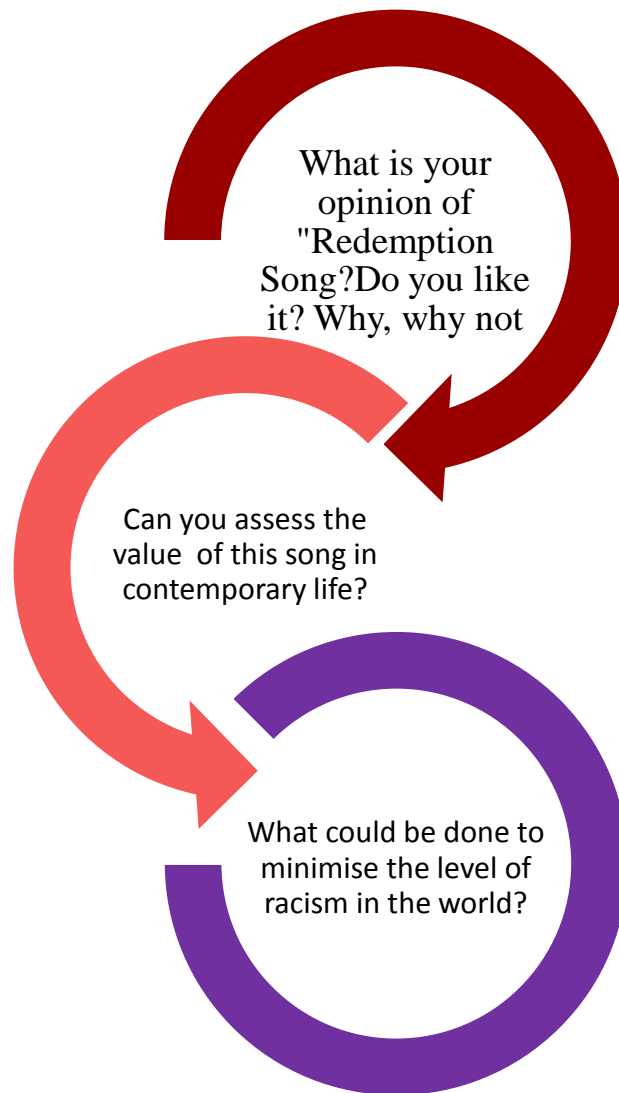 What is your
opinion of
"Redemption
Song?Do you like
it? Why, why not
Can you assess the
value of this song in
contemporary life?
What could be done to
minimise the level of
racism in the world?